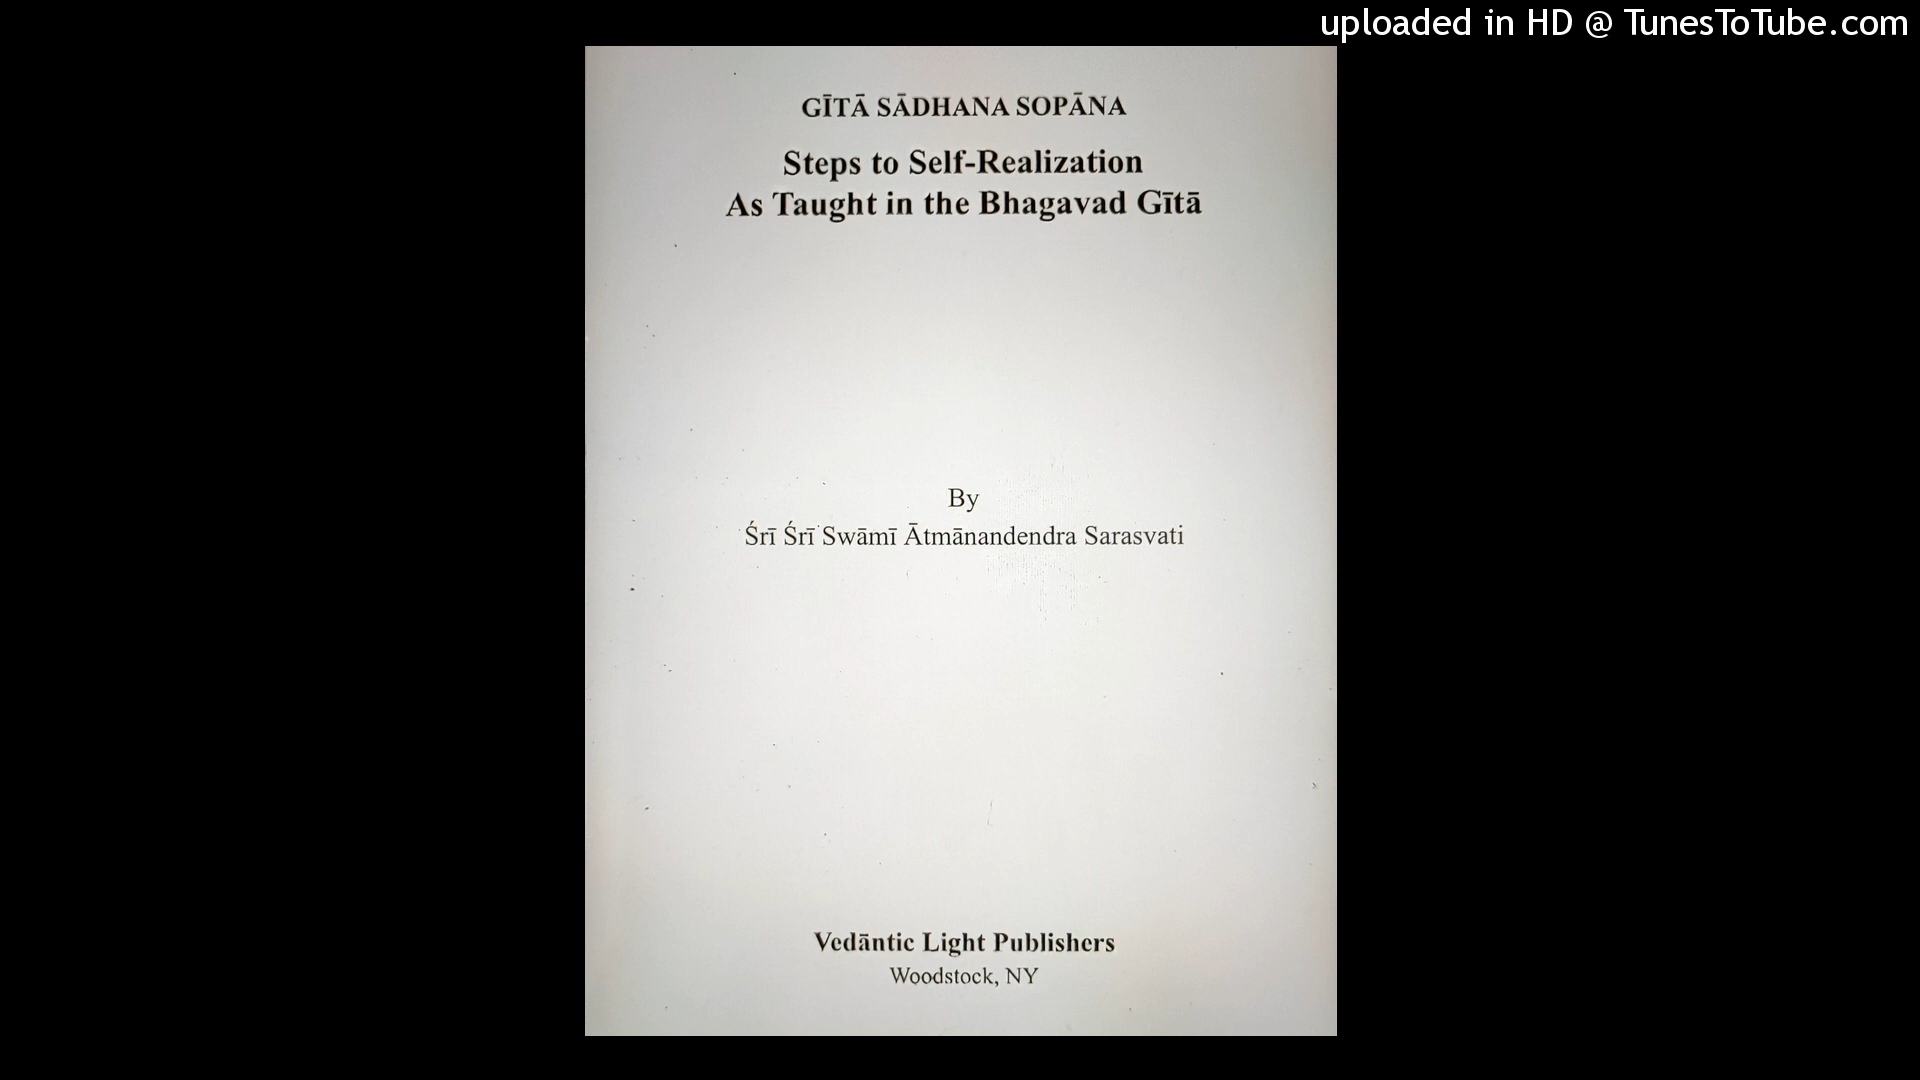 uploaded in HD @ TunesToTube.com
GĪTĀ SĀDHANA SOPĀNA
Steps to Self-Realization
As Taught in the Bhagavad Gītā
By
Śrī Śrī Swāmī Ātmānandendra Sarasvati
Vedāntic Light Publishers
Woodstock, NY